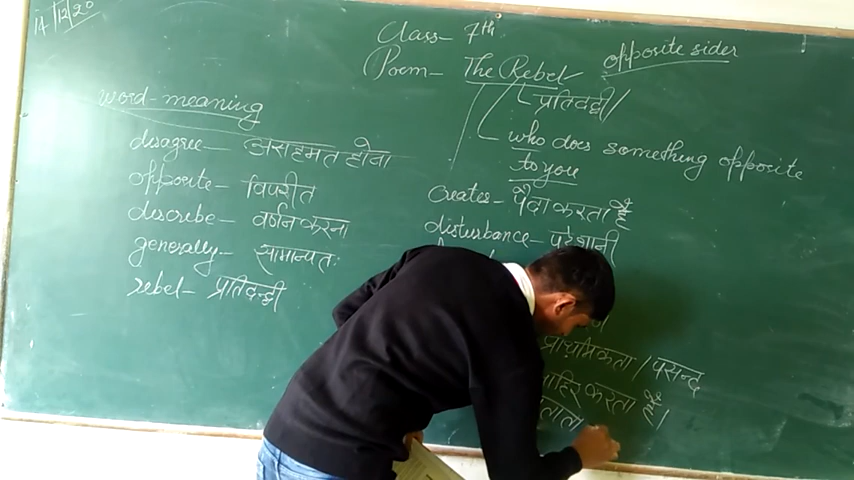 14/12/20
Class- 7th
Poem- The Rebel
opposite sider
प्रतिद्वन्दी/
who does something opposite
to you
word-meaning
disagree- असहमत होना
opposite- विपरीत
describe- वर्णन करना
generally- सामान्यतः
rebel- प्रतिद्वन्दी
Creates- पैदा करता है
disturbance- परेशानी
प्राथमिकता / पसन्द
जाहिर करता है।